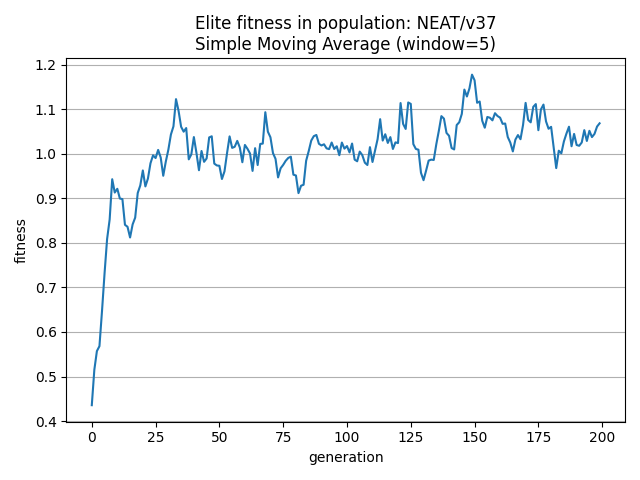 Elite fitness in population: NEAT/v37
Simple Moving Average (window=5)
1.2
1.1
1.0
0.9
0.8
0.7
0.6
0.5
0.4
fitness
0 25 50 75 100 125 150 175 200
generation